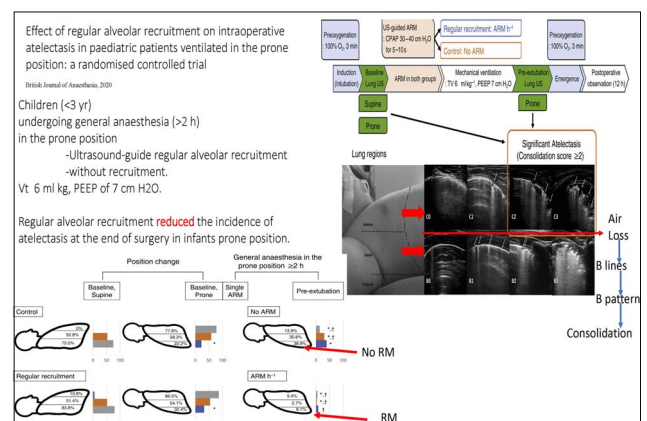 Effect of regular alveolar recruitment on intraoperative
atelectasis in paediatric patients ventilated in the prone
position: a randomised controlled trial
British Journal of Anaesthesia, 2020
Children (<3 yr)
undergoing general anaesthesia (>2 h)
in the prone position
-Ultrasound-guide regular alveolar recruitment
-without recruitment.
Vt  6 ml kg, PEEP of 7 cm H2O.
Regular alveolar recruitment reduced the incidence of
atelectasis at the end of surgery in infants prone position.
Preoxygenation
: 100% O₂, 3 min
US-guided ARM
: CPAP 30–40 cm H₂O
for 5–10 s
Regular recruitment: ARM h⁻¹
Control: No ARM
Preoxygenation
: 100% O₂, 3 min
Induction
(Intubation)
Baseline
Lung US
ARM in both groups
Mechanical ventilation
: TV 6 ml kg⁻¹, PEEP 7 cm H₂O
Pre-extubation
Lung US
Emergence
Postoperative
observation (12 h)
Supine
Prone
Prone
Significant Atelectasis
(Consolidation score ≥2)
Lung regions
C0
C1
C2
C3
B0
B1
B2
B3
Air
Loss
B lines
B pattern
Consolidation
Position change
General anaesthesia in the
prone position ≥2 h
Baseline,
Supine
Baseline,
Prone
Single
ARM
Pre-extubation
Control
0%
52.8%
75.0%
77.8%
58.3%
22.2%
*
No ARM
13.9%
30.6%
38.9%
*,†
*,†
*
0 50 100
0 50 100
0 50 100
No RM
Regular recruitment
51.4%
83.8%
54.1%
32.4%
*
ARM h⁻¹
5.4%
2.7%
8.1%
*,†
*,†
†
RM